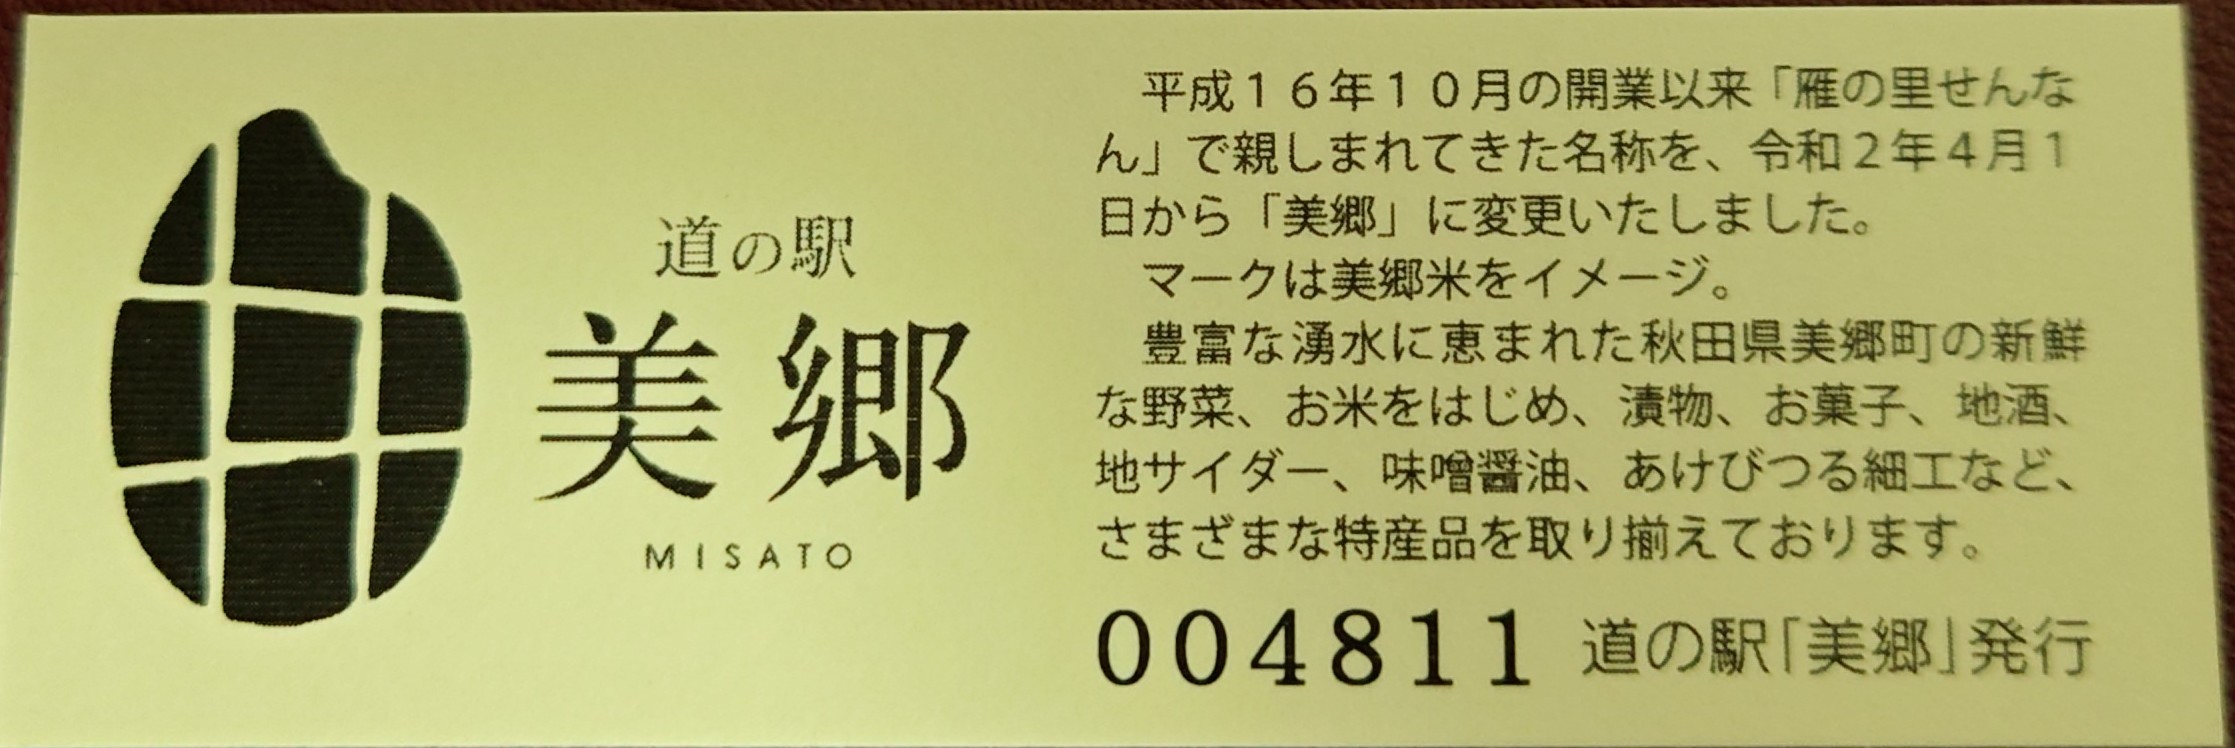 道の駅
美郷
MISATO
平成１６年１０月の開業以来「雁の里せんな
ん」で親しまれてきた名称を、令和２年４月１
日から「美郷」に変更いたしました。
マークは美郷米をイメージ。
豊富な湧水に恵まれた秋田県美郷町の新鮮
な野菜、お米をはじめ、漬物、お菓子、地酒、
地サイダー、味噌醤油、あけびつる細工など、
さまざまな特産品を取り揃えております。
004811 道の駅「美郷」発行